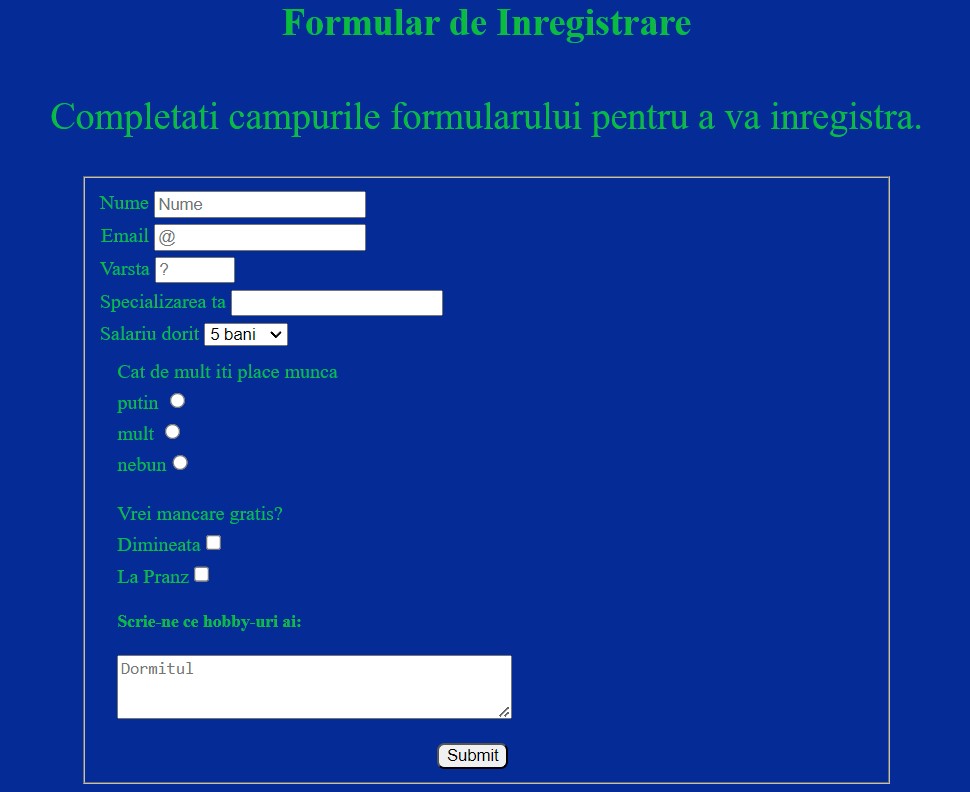 Formular de Inregistrare
Completati campurile formularului pentru a va inregistra.
Nume Nume
Email @
Varsta ?
Specializarea ta
Salariu dorit 5 bani
Cat de mult iti place munca
putin
mult
nebun
Vrei mancare gratis?
Dimineata
La Pranz
Scrie-ne ce hobby-uri ai:
Dormitul
Submit